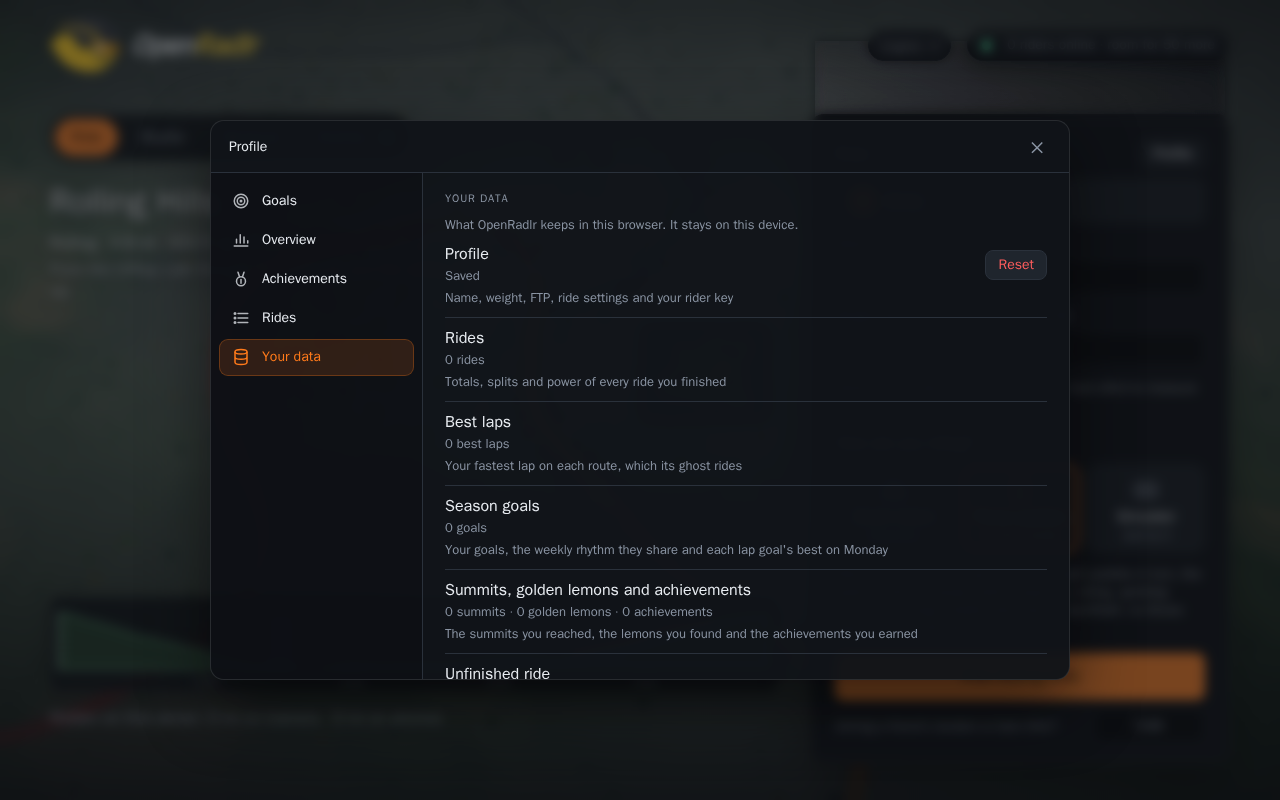 OpenRadlr
Profile
Goals
Overview
Achievements
Rides
Your data
YOUR DATA
What OpenRadlr keeps in this browser. It stays on this device.
Profile
Saved
Name, weight, FTP, ride settings and your rider key
Reset
Rides
0 rides
Totals, splits and power of every ride you finished
Best laps
0 best laps
Your fastest lap on each route, which its ghost rides
Season goals
0 goals
Your goals, the weekly rhythm they share and each lap goal's best on Monday
Summits, golden lemons and achievements
0 summits · 0 golden lemons · 0 achievements
The summits you reached, the lemons you found and the achievements you earned
Unfinished ride